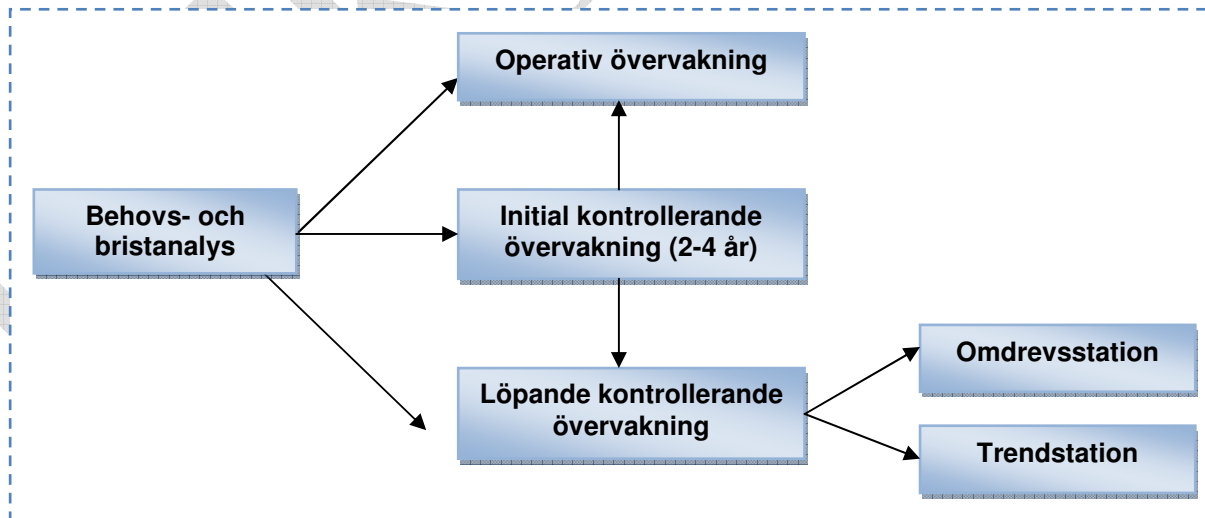 Operativ övervakning
Behovs- och
bristanalys
Initial kontrollerande
övervakning (2-4 år)
Löpande kontrollerande
övervakning
Omdrevsstation
Trendstation